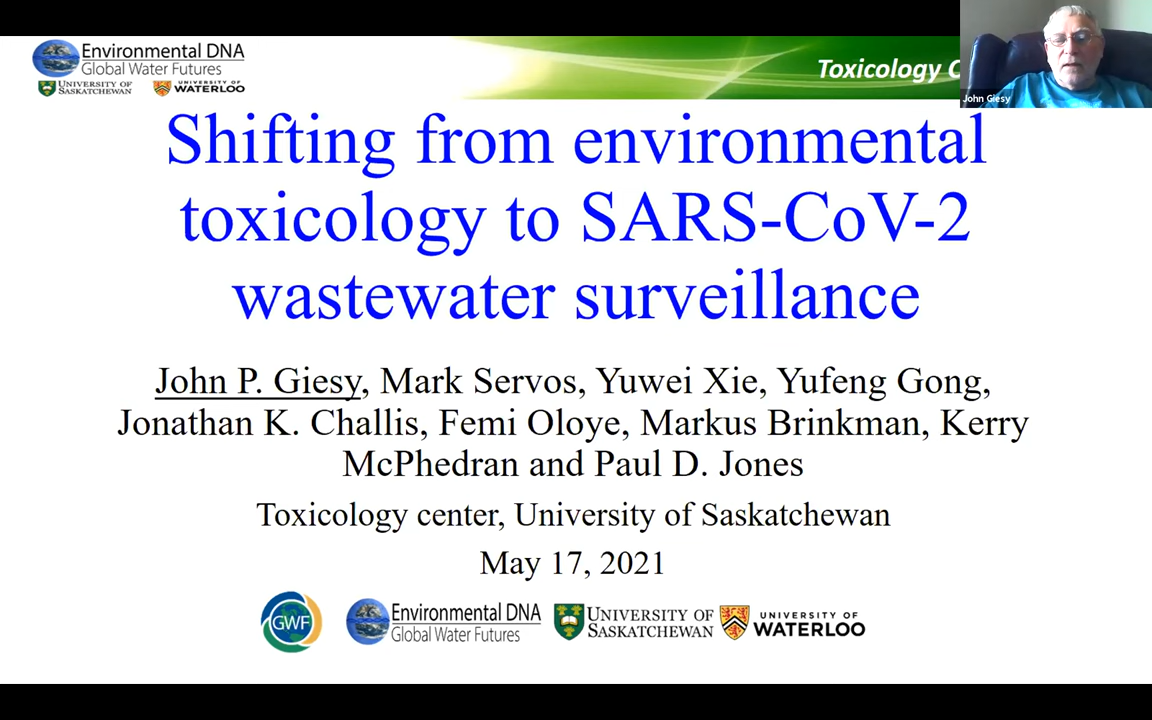 Environmental DNA
Global Water Futures
UNIVERSITY OF
SASKATCHEWAN
UNIVERSITY OF
WATERLOO
Toxicology C
John Giesy
Shifting from environmental
toxicology to SARS-CoV-2
wastewater surveillance
John P. Giesy, Mark Servos, Yuwei Xie, Yufeng Gong,
Jonathan K. Challis, Femi Oloye, Markus Brinkman, Kerry
McPhedran and Paul D. Jones
Toxicology center, University of Saskatchewan
May 17, 2021
GWF
Environmental DNA
Global Water Futures
UNIVERSITY OF
SASKATCHEWAN
UNIVERSITY OF
WATERLOO